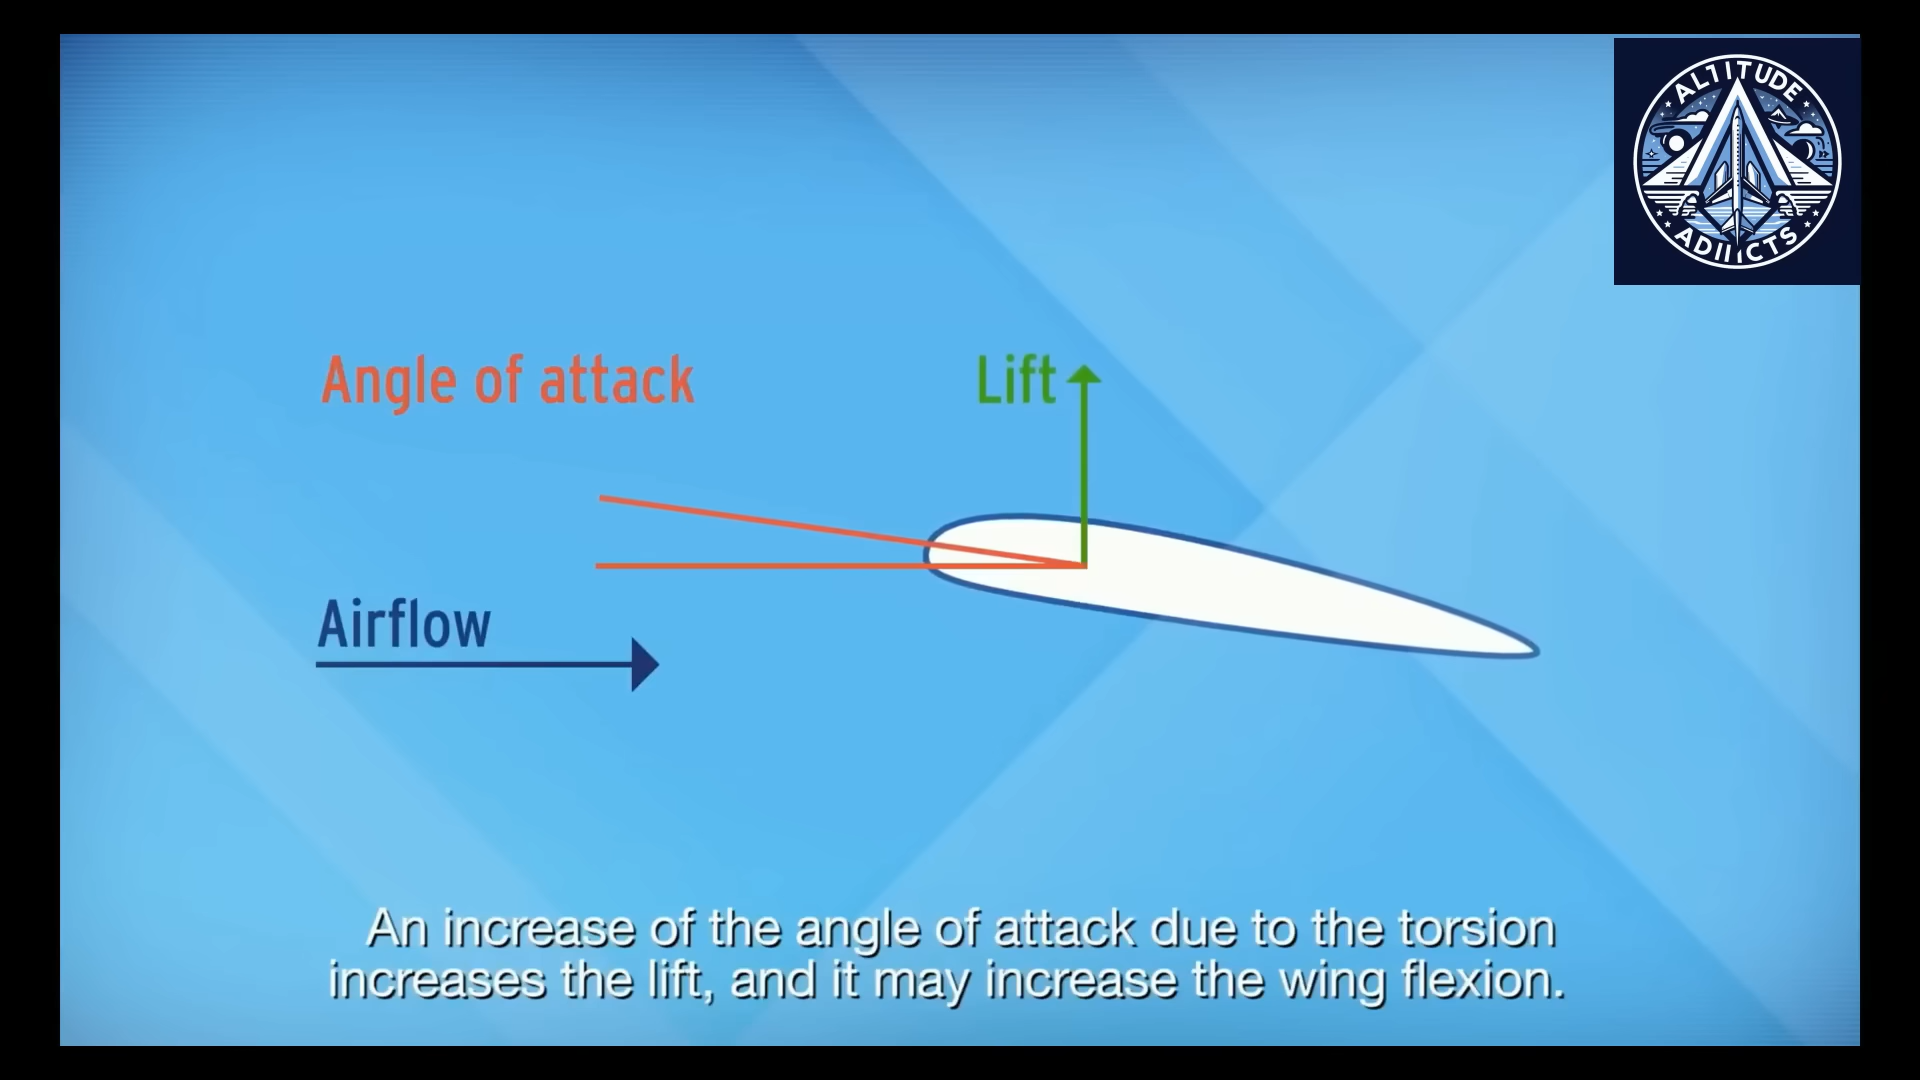 ALTITUDE
Angle of attack
Lift
Airflow
An increase of the angle of attack due to the torsion
increases the lift, and it may increase the wing flexion.